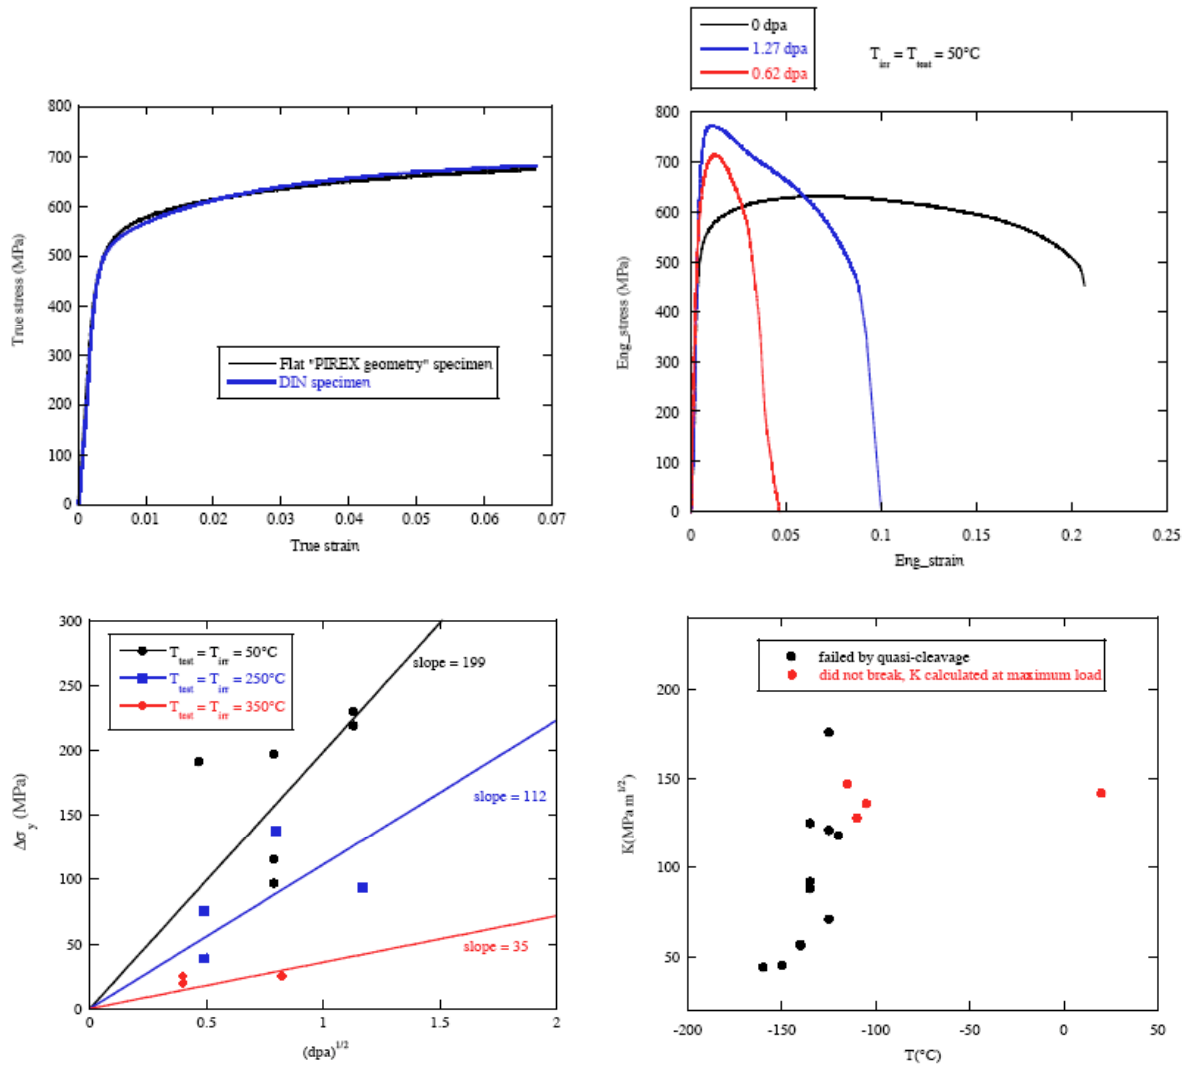 0 dpa
1.27 dpa
0.62 dpa
T_irr = T_test = 50°C
800
700
600
500
400
300
200
100
0
True stress (MPa)
Flat "PIREX geometry" specimen
DIN specimen
0 0.01 0.02 0.03 0.04 0.05 0.06 0.07
True strain
800
700
600
500
400
300
200
100
0
Eng_stress (MPa)
0 0.05 0.1 0.15 0.2 0.25
Eng_strain
300
250
200
150
100
50
0
Δσ_y (MPa)
T_test = T_irr = 50°C
T_test = T_irr = 250°C
T_test = T_irr = 350°C
slope = 199
slope = 112
slope = 35
0 0.5 1 1.5 2
(dpa)^1/2
200
150
100
50
K(MPa m^1/2)
failed by quasi-cleavage
did not break, K calculated at maximum load
-200 -150 -100 -50 0 50
T(°C)